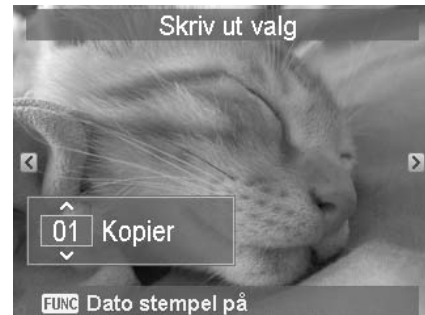 Skriv ut valg
01 Kopier
FUNC Dato stempel på